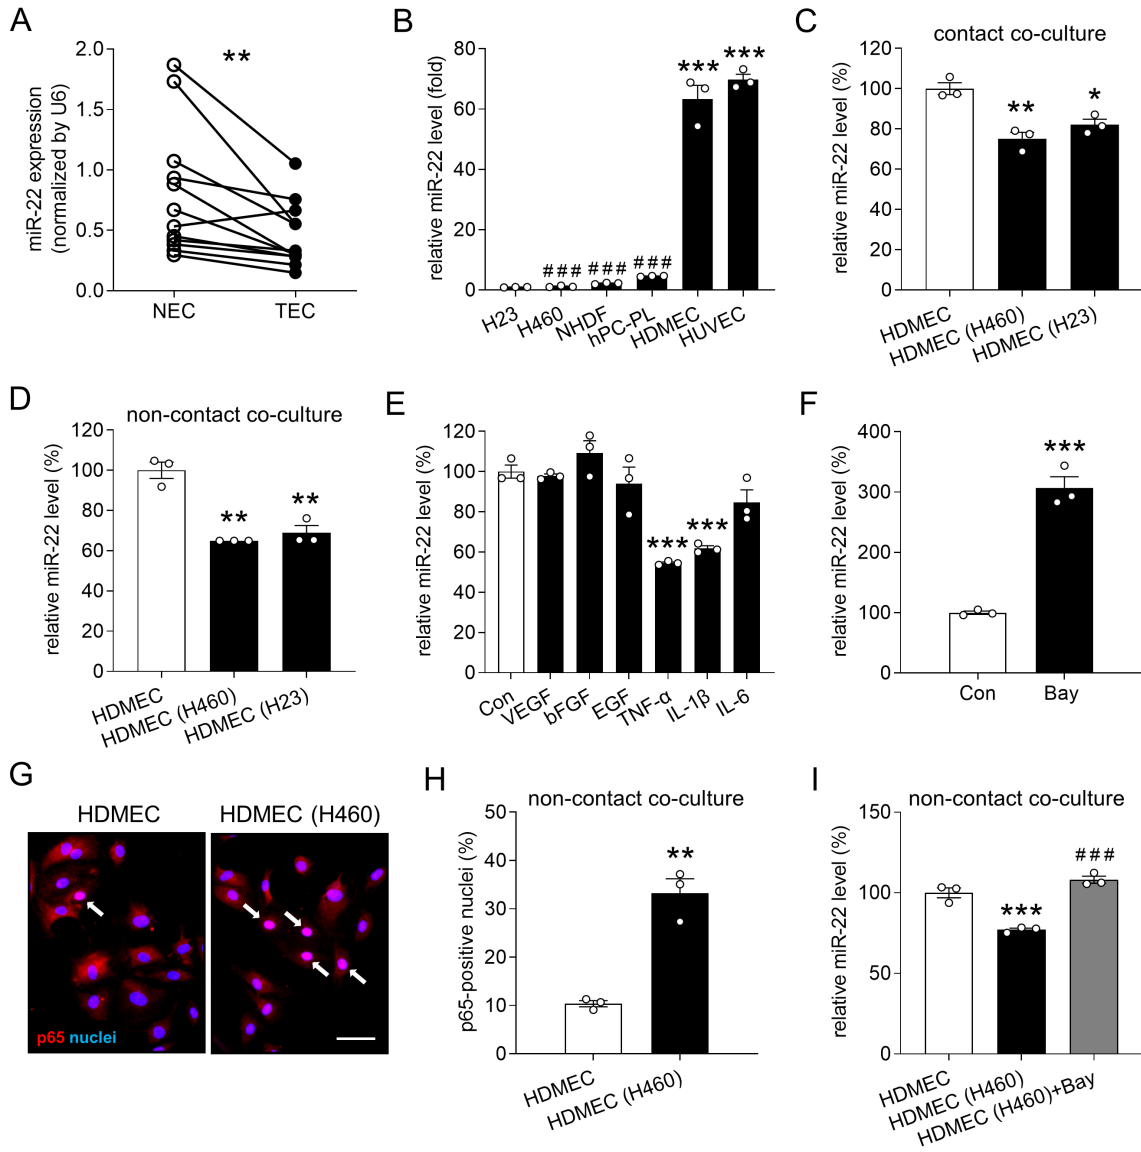 A
miR-22 expression
(normalized by U6)
2.0
1.5
1.0
0.5
0.0
**
NEC
TEC
B
relative miR-22 level (fold)
80
60
40
20
0
###
###
###
***
***
H23
H460
NHDF
hPC-PL
HDMEC
HUVEC
C
contact co-culture
relative miR-22 level (%)
120
100
80
60
40
20
0
**
*
HDMEC
HDMEC (H460)
HDMEC (H23)
D
non-contact co-culture
relative miR-22 level (%)
120
100
80
60
40
20
0
**
**
HDMEC
HDMEC (H460)
HDMEC (H23)
E
relative miR-22 level (%)
120
100
80
60
40
20
0
***
***
Con
VEGF
bFGF
EGF
TNF-α
IL-1β
IL-6
F
relative miR-22 level (%)
400
300
200
100
0
***
Con
Bay
G
HDMEC
HDMEC (H460)
p65 nuclei
H
non-contact co-culture
p65-positive nuclei (%)
50
40
30
20
10
0
**
HDMEC
HDMEC (H460)
I
non-contact co-culture
relative miR-22 level (%)
150
100
50
0
***
###
HDMEC
HDMEC (H460)
HDMEC (H460)+Bay